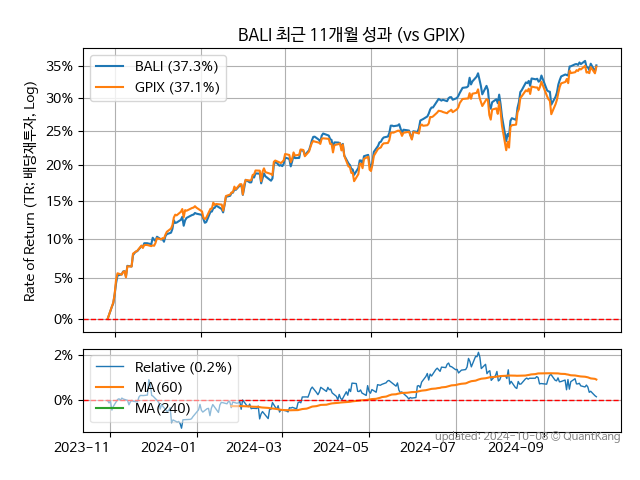 BALI 최근 11개월 성과 (vs GPIX)
Rate of Return (TR; 배당재투자, Log)
35%
30%
25%
20%
15%
10%
5%
0%
BALI (37.3%)
GPIX (37.1%)
2%
0%
Relative (0.2%)
MA(60)
MA(240)
2023-11
2024-01
2024-03
2024-05
2024-07
2024-09
updated: 2024-10-08 © QuantKang